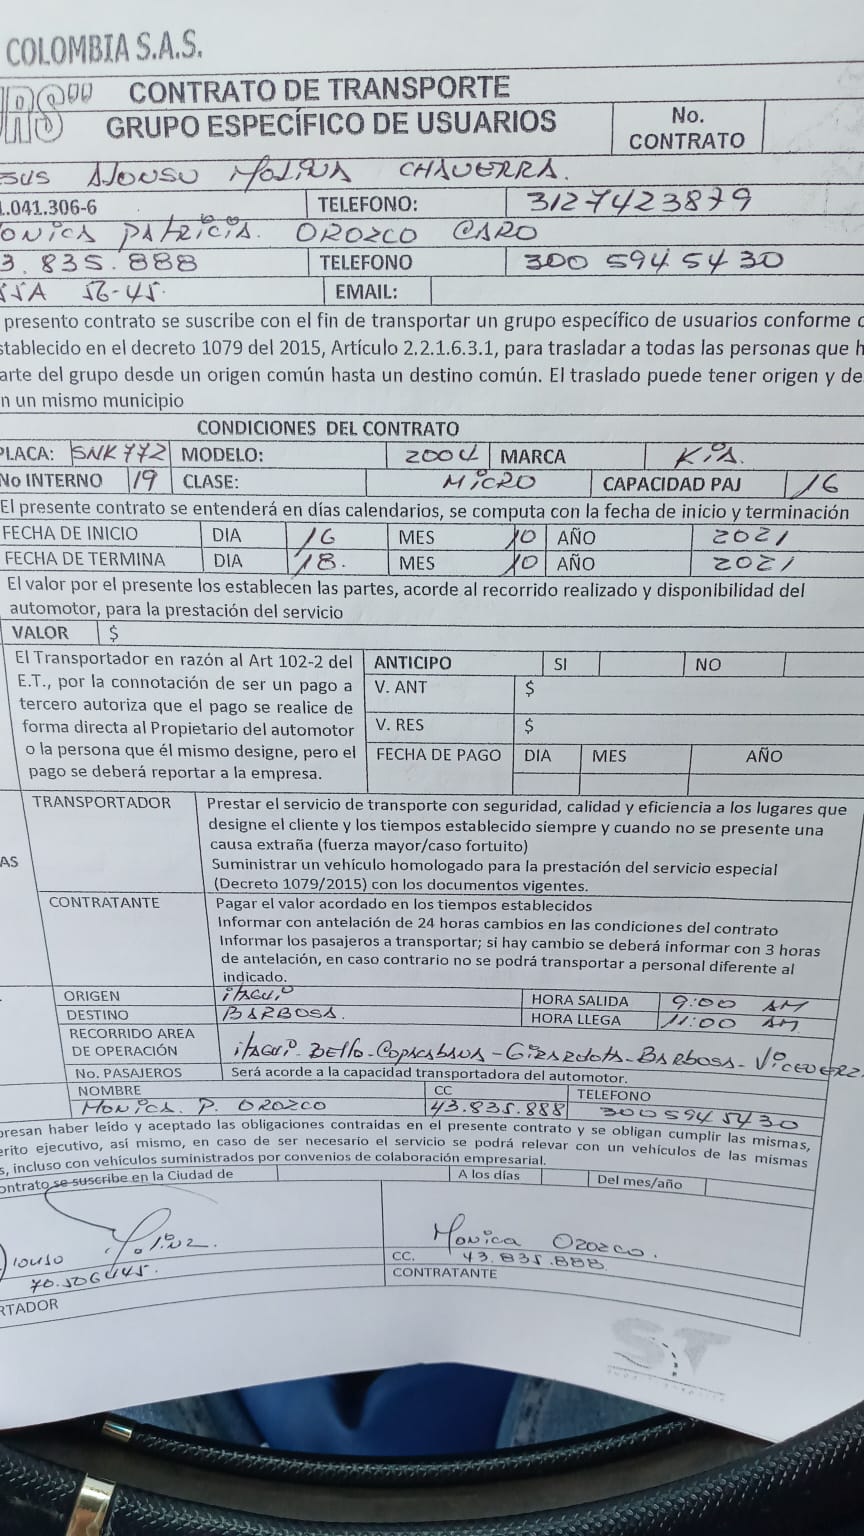 COLOMBIA S.A.S.
CONTRATO DE TRANSPORTE
GRUPO ESPECÍFICO DE USUARIOS
No. CONTRATO
ESUS Alonso Molina CHAVERRA.
1.041.306-6 TELEFONO: 3127423879
ONICA PATRICIA. OROZCO CARO
3.835.888 TELEFONO 300 594 5430
SSA 56-45. EMAIL:
presento contrato se suscribe con el fin de transportar un grupo específico de usuarios conforme
stablecido en el decreto 1079 del 2015, Artículo 2.2.1.6.3.1, para trasladar a todas las personas que h
arte del grupo desde un origen común hasta un destino común. El traslado puede tener origen y de
n un mismo municipio
CONDICIONES DEL CONTRATO
PLACA: SNK772 MODELO: 2004 MARCA KIA.
No INTERNO 19 CLASE: MICRO CAPACIDAD PAJ 16
El presente contrato se entenderá en días calendarios, se computa con la fecha de inicio y terminación
FECHA DE INICIO DIA 16 MES 10 AÑO 2021
FECHA DE TERMINA DIA 18. MES 10 AÑO 2021
El valor por el presente los establecen las partes, acorde al recorrido realizado y disponibilidad del
automotor, para la prestación del servicio
VALOR $
El Transportador en razón al Art 102-2 del
E.T., por la connotación de ser un pago a
tercero autoriza que el pago se realice de
forma directa al Propietario del automotor
o la persona que él mismo designe, pero el
pago se deberá reportar a la empresa.
ANTICIPO SI NO
V. ANT $
V. RES $
FECHA DE PAGO DIA MES AÑO
AS
TRANSPORTADOR
Prestar el servicio de transporte con seguridad, calidad y eficiencia a los lugares que
designe el cliente y los tiempos establecido siempre y cuando no se presente una
causa extraña (fuerza mayor/caso fortuito)
Suministrar un vehículo homologado para la prestación del servicio especial
(Decreto 1079/2015) con los documentos vigentes.
CONTRATANTE
Pagar el valor acordado en los tiempos establecidos
Informar con antelación de 24 horas cambios en las condiciones del contrato
Informar los pasajeros a transportar; si hay cambio se deberá informar con 3 horas
de antelación, en caso contrario no se podrá transportar a personal diferente al
indicado.
ORIGEN itagui HORA SALIDA 9:00 AM
DESTINO BARBOSA. HORA LLEGA 11:00 AM
RECORRIDO AREA
DE OPERACIÓN itagui-Bello-Copacabana-Girardota-Barbosa-Viceverz
No. PASAJEROS Será acorde a la capacidad transportadora del automotor.
NOMBRE CC TELEFONO
Monica. P. OROZCO 43.835.888 300 594 5430
presan haber leído y aceptado las obligaciones contraídas en el presente contrato y se obligan cumplir las mismas,
erito ejecutivo, así mismo, en caso de ser necesario el servicio se podrá relevar con un vehículos de las mismas
s, incluso con vehículos suministrados por convenios de colaboración empresarial.
ontrato se suscribe en la Ciudad de A los días Del mes/año
lonso Molina. Monica Orozco.
70.506445. CC. 43.835.888
RTADOR CONTRATANTE
ST